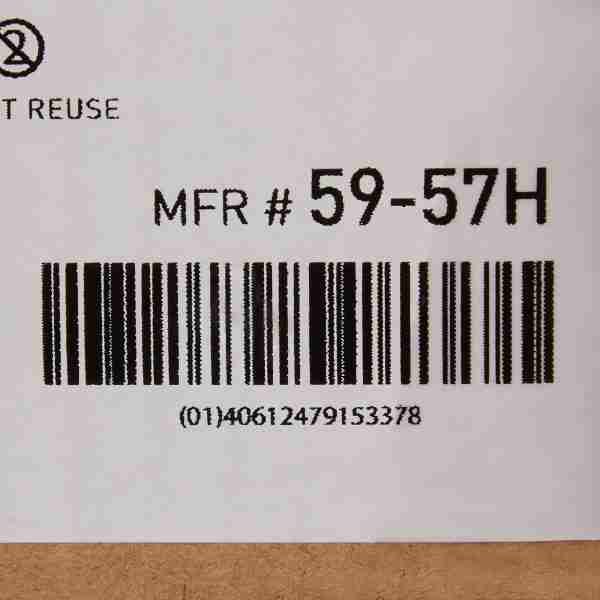 T REUSE
MFR # 59-57H
(01)40612479153378